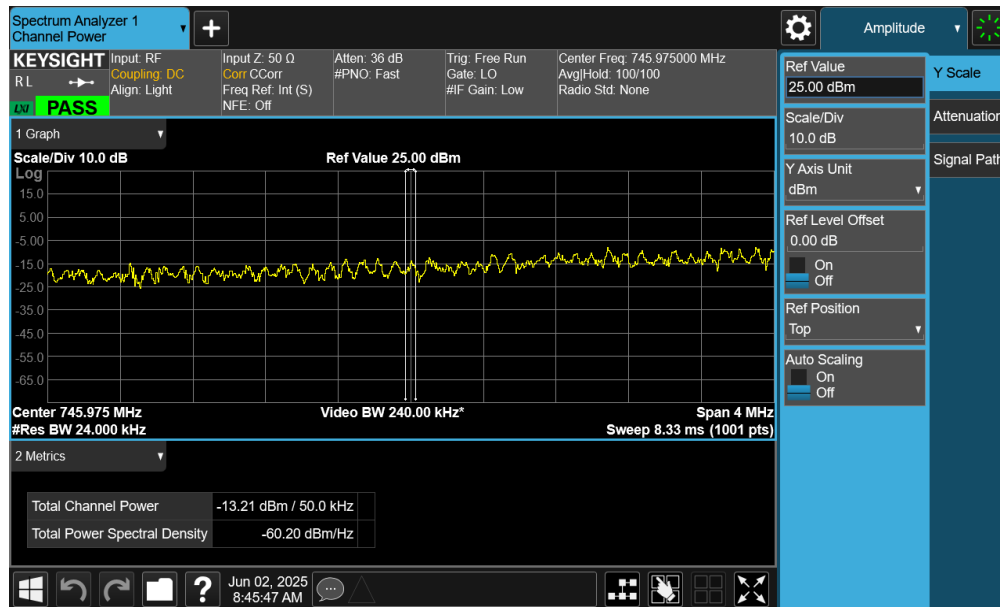 Spectrum Analyzer 1
Channel Power
+
Amplitude
KEYSIGHT
RL
LXI PASS
Input: RF
Coupling: DC
Align: Light
Input Z: 50 Ω
Corr CCorr
Freq Ref: Int (S)
NFE: Off
Atten: 36 dB
#PNO: Fast
Trig: Free Run
Gate: LO
#IF Gain: Low
Center Freq: 745.975000 MHz
Avg|Hold: 100/100
Radio Std: None
1 Graph
Scale/Div 10.0 dB
Ref Value 25.00 dBm
Log
15.0
5.00
-5.00
-15.0
-25.0
-35.0
-45.0
-55.0
-65.0
Center 745.975 MHz
Video BW 240.00 kHz*
Span 4 MHz
#Res BW 24.000 kHz
Sweep 8.33 ms (1001 pts)
2 Metrics
Total Channel Power -13.21 dBm / 50.0 kHz
Total Power Spectral Density -60.20 dBm/Hz
?
Jun 02, 2025
8:45:47 AM
Ref Value
25.00 dBm
Scale/Div
10.0 dB
Y Axis Unit
dBm
Ref Level Offset
0.00 dB
On
Off
Ref Position
Top
Auto Scaling
On
Off
Y Scale
Attenuation
Signal Path